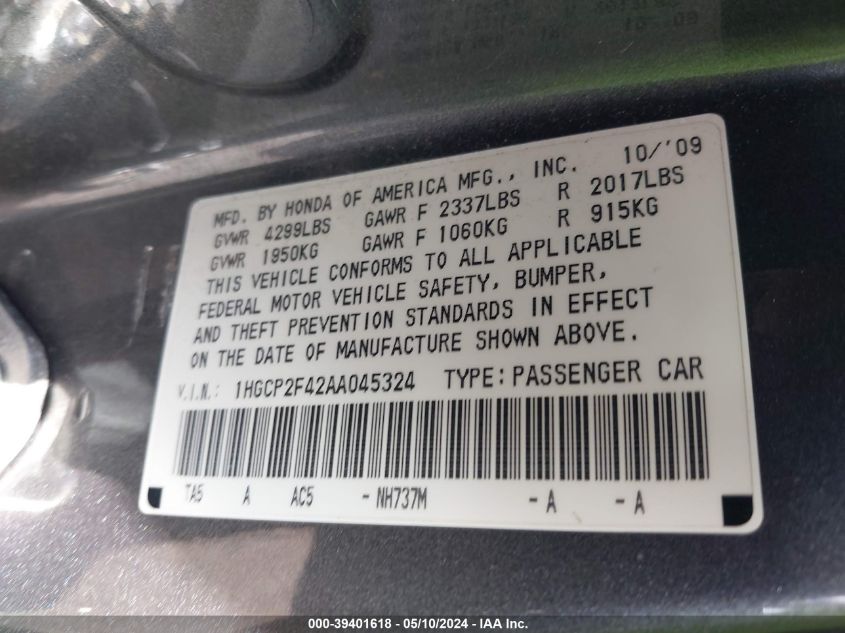 MFD. BY HONDA OF AMERICA MFG., INC. 10/'09
GVWR 4299LBS GAWR F 2337LBS R 2017LBS
GVWR 1950KG GAWR F 1060KG R 915KG
THIS VEHICLE CONFORMS TO ALL APPLICABLE
FEDERAL MOTOR VEHICLE SAFETY, BUMPER,
AND THEFT PREVENTION STANDARDS IN EFFECT
ON THE DATE OF MANUFACTURE SHOWN ABOVE.
V.I.N.: 1HGCP2F42AA045324 TYPE: PASSENGER CAR
TA5 A AC5 - NH737M - A - A
000-39401618 - 05/10/2024 - IAA Inc.